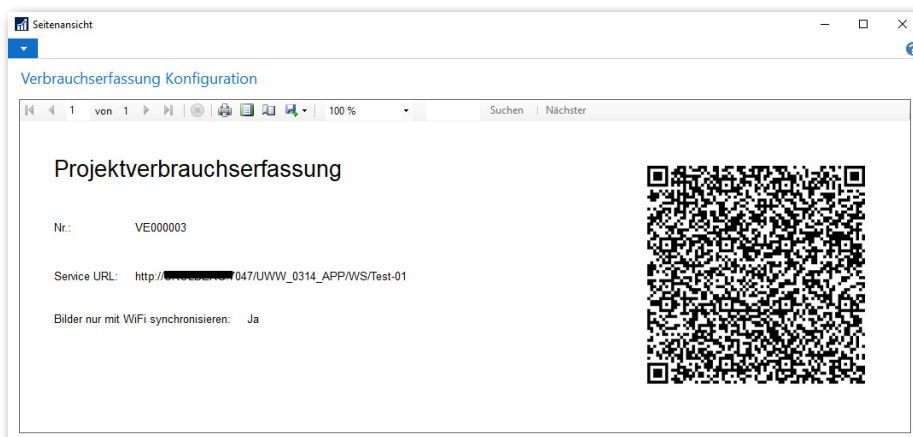 Seitenansicht
Verbrauchserfassung Konfiguration
1 von 1 100 % Suchen Nächster
Projektverbrauchserfassung
Nr.: VE000003
Service URL: http:// 7047/UWW_0314_APP/WS/Test-01
Bilder nur mit WiFi synchronisieren: Ja